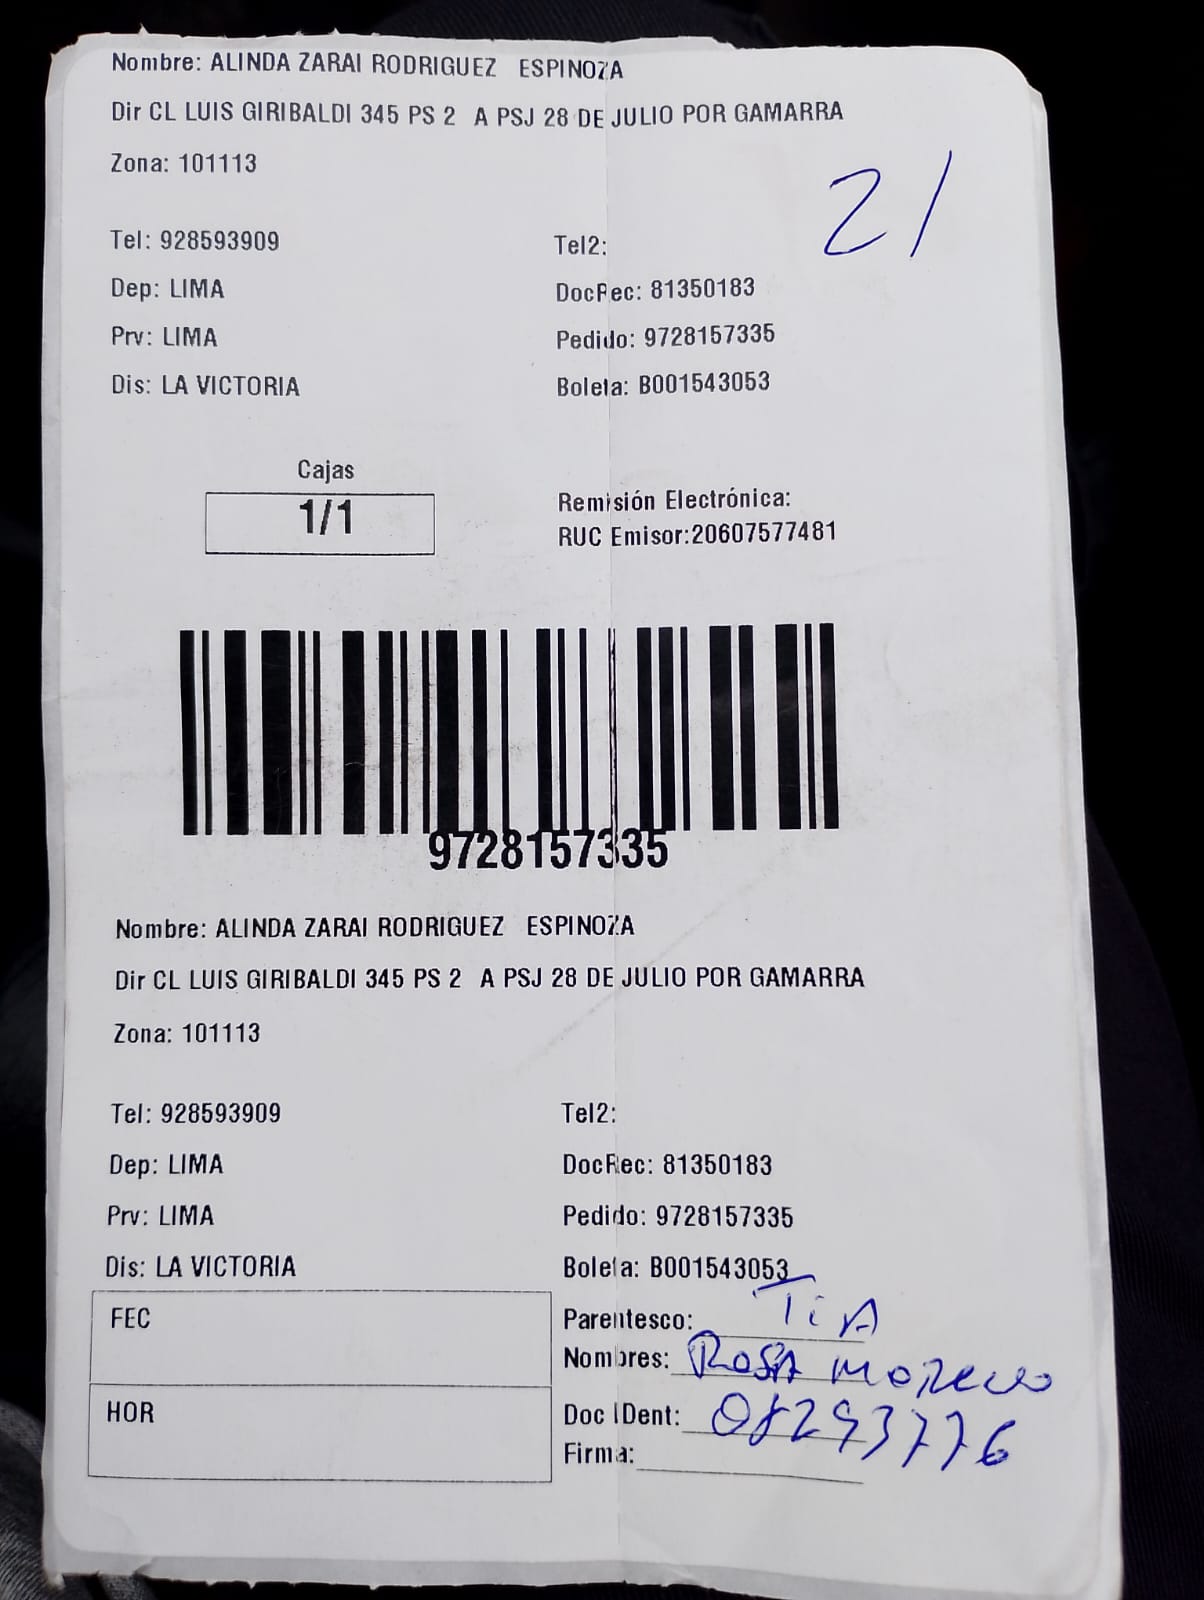 Nombre: ALINDA ZARAI RODRIGUEZ ESPINOZA
Dir CL LUIS GIRIBALDI 345 PS 2 A PSJ 28 DE JULIO POR GAMARRA
Zona: 101113
21
Tel: 928593909 Tel2:
Dep: LIMA DocRec: 81350183
Prv: LIMA Pedido: 9728157335
Dis: LA VICTORIA Boleta: B001543053
Cajas
1/1
Remisión Electrónica:
RUC Emisor:20607577481
9728157335
Nombre: ALINDA ZARAI RODRIGUEZ ESPINOZA
Dir CL LUIS GIRIBALDI 345 PS 2 A PSJ 28 DE JULIO POR GAMARRA
Zona: 101113
Tel: 928593909 Tel2:
Dep: LIMA DocRec: 81350183
Prv: LIMA Pedido: 9728157335
Dis: LA VICTORIA Boleta: B001543053
FEC
Parentesco: TiA
Nombres: ROSA MORENO
HOR
Doc IDent: 08293776
Firma: